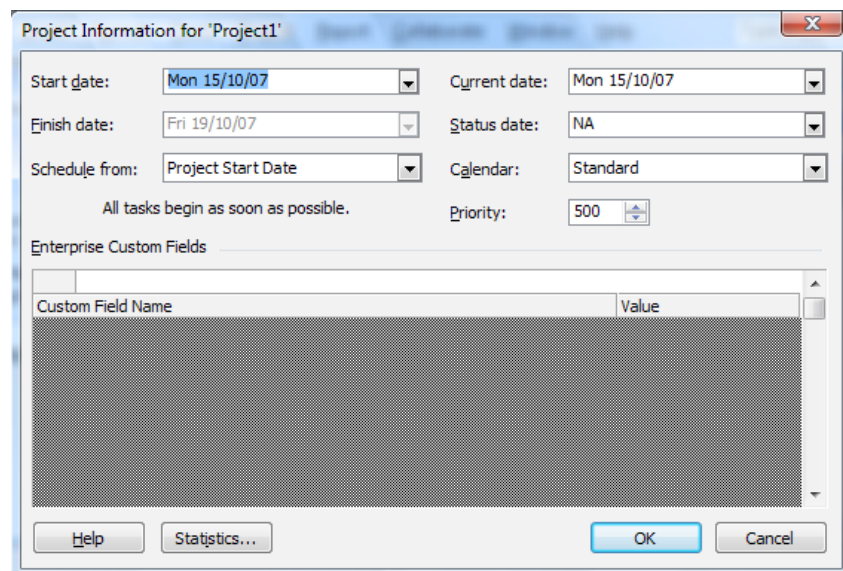 Project Information for 'Project1'
Start date: Mon 15/10/07 Current date: Mon 15/10/07
Finish date: Fri 19/10/07 Status date: NA
Schedule from: Project Start Date Calendar: Standard
All tasks begin as soon as possible. Priority: 500
Enterprise Custom Fields
Custom Field Name Value
Help Statistics... OK Cancel